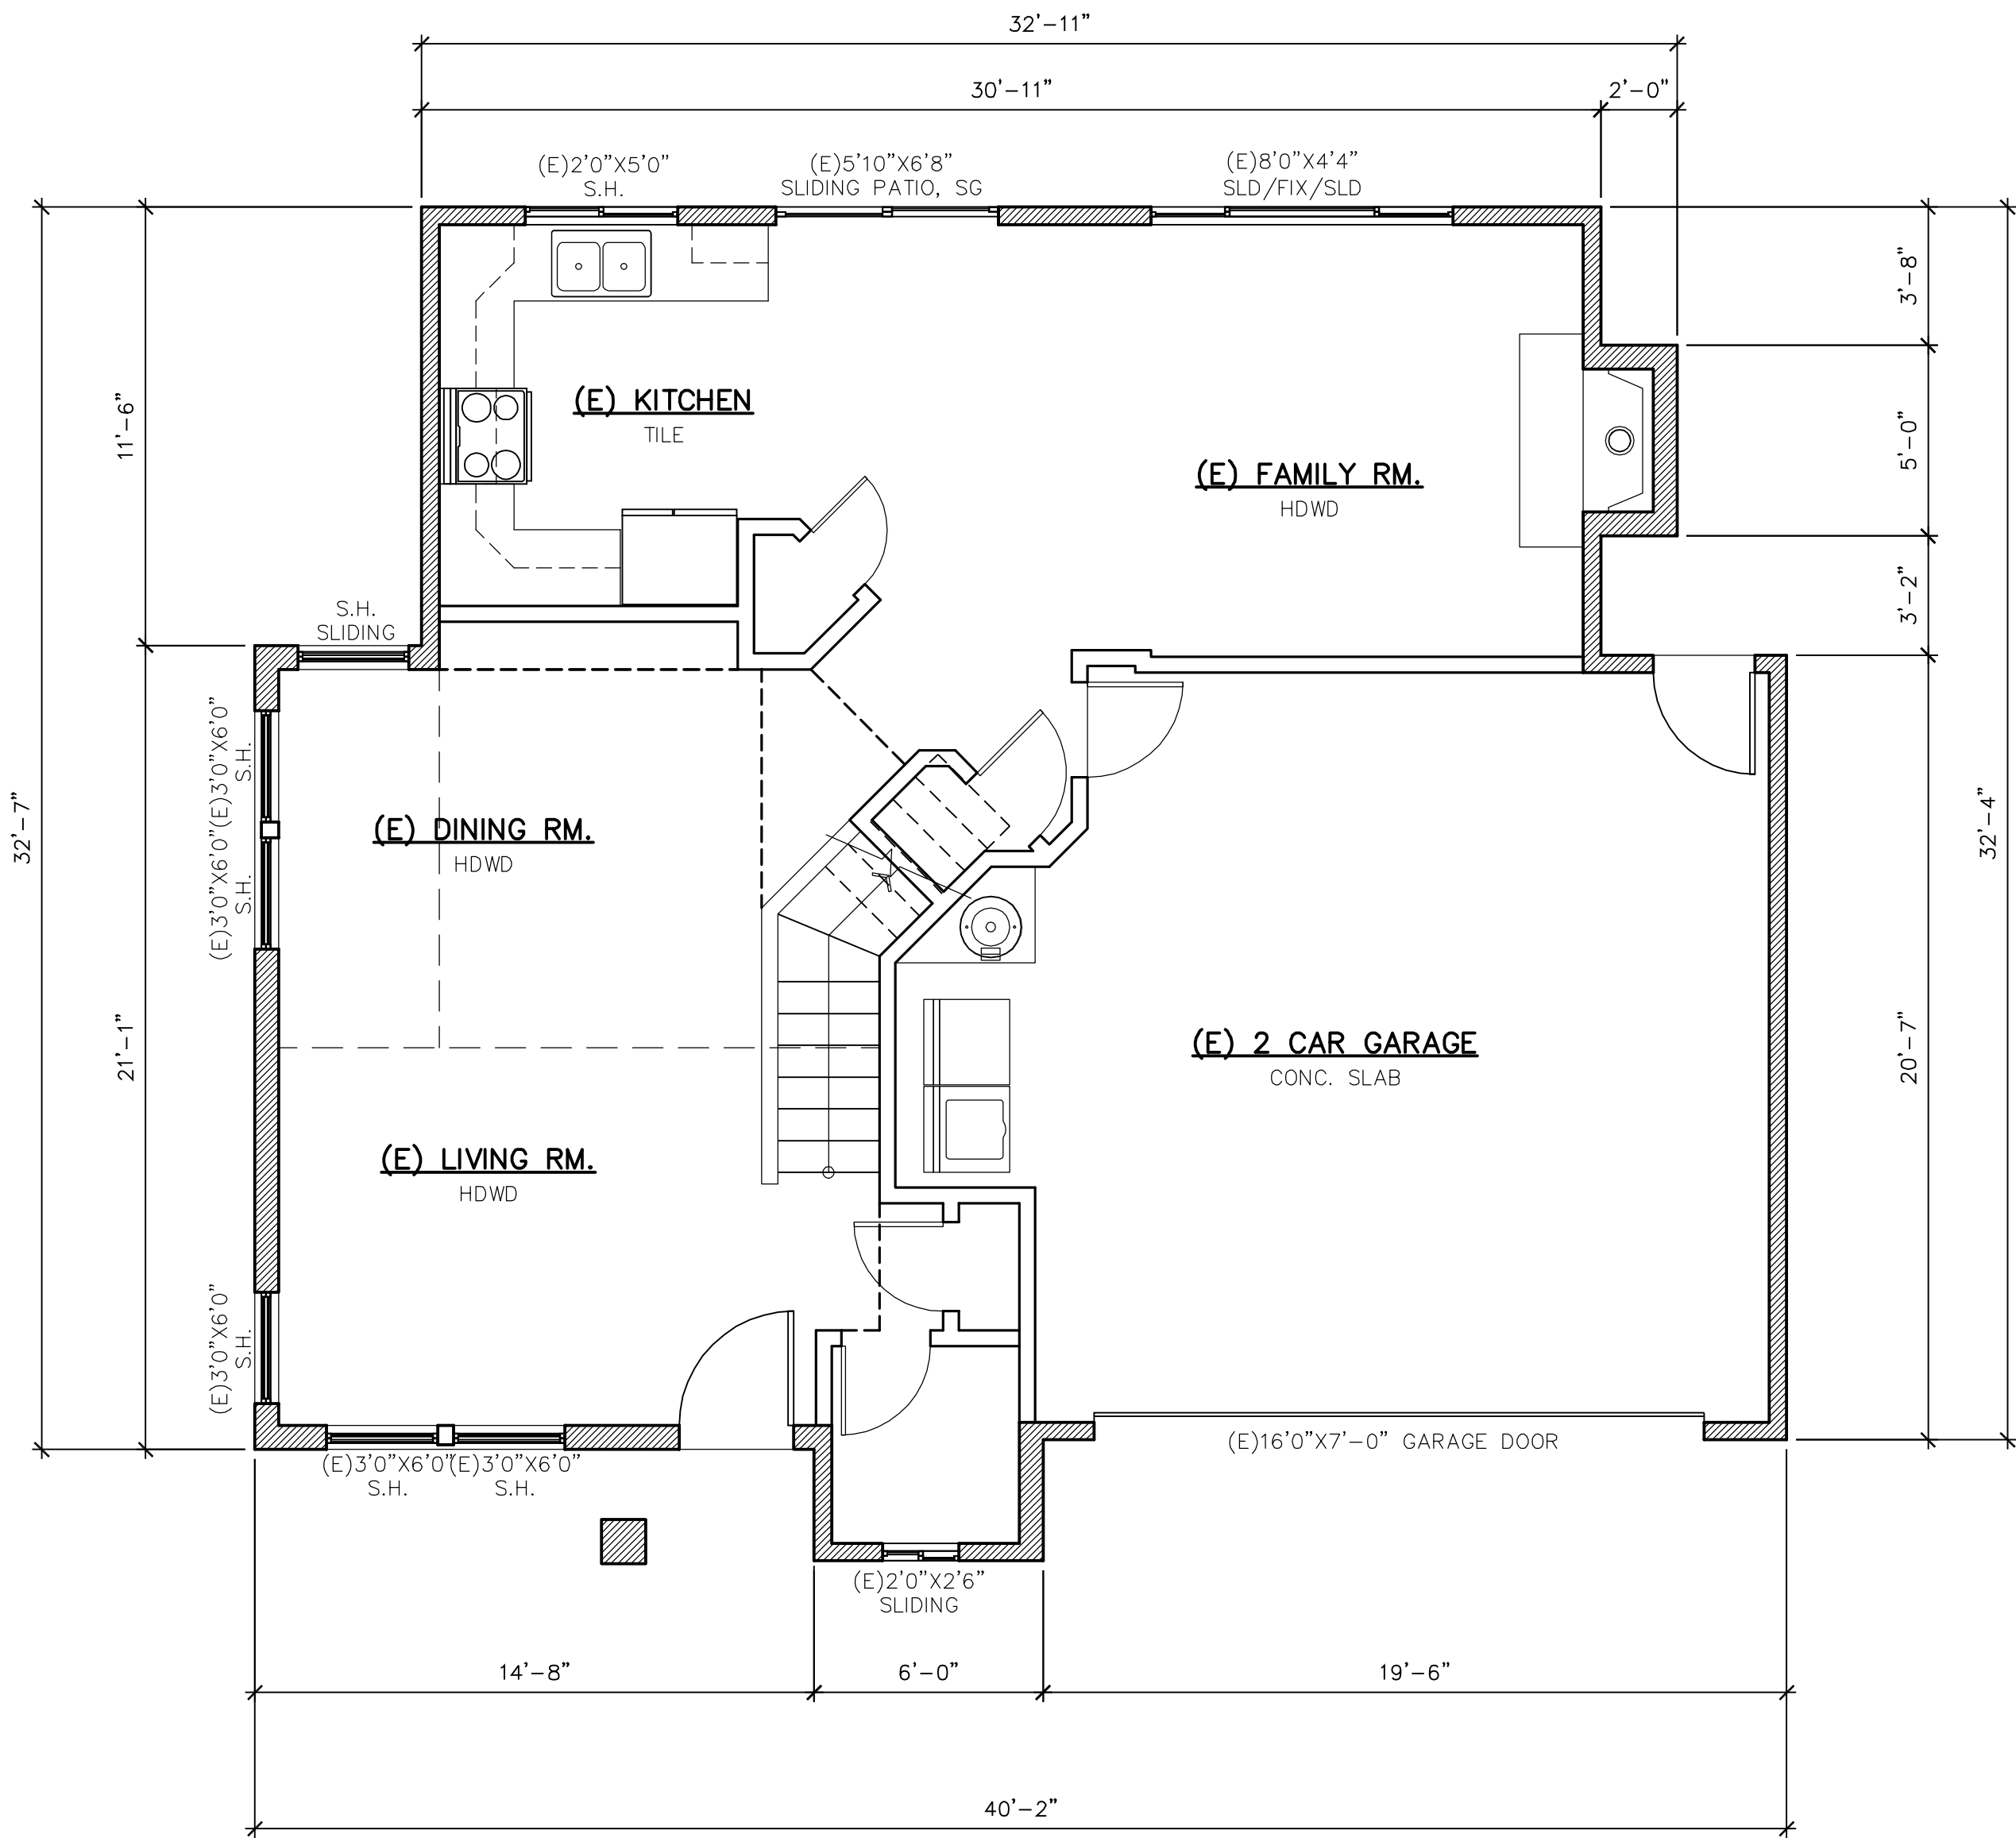 32'-11"
30'-11"
2'-0"
(E)2'0"X5'0"
S.H.
(E)5'10"X6'8"
SLIDING PATIO, SG
(E)8'0"X4'4"
SLD/FIX/SLD
3'-8"
11'-6"
(E) KITCHEN
TILE
(E) FAMILY RM.
HDWD
5'-0"
3'-2"
S.H.
SLIDING
(E)3'0"X6'0"
S.H.
(E)3'0"X6'0"
S.H.
32'-7"
(E) DINING RM.
HDWD
32'-4"
21'-1"
(E) 2 CAR GARAGE
CONC. SLAB
20'-7"
(E) LIVING RM.
HDWD
(E)3'0"X6'0"
S.H.
(E)16'0"X7'-0" GARAGE DOOR
(E)3'0"X6'0"
S.H.
(E)3'0"X6'0"
S.H.
(E)2'0"X2'6"
SLIDING
14'-8"
6'-0"
19'-6"
40'-2"